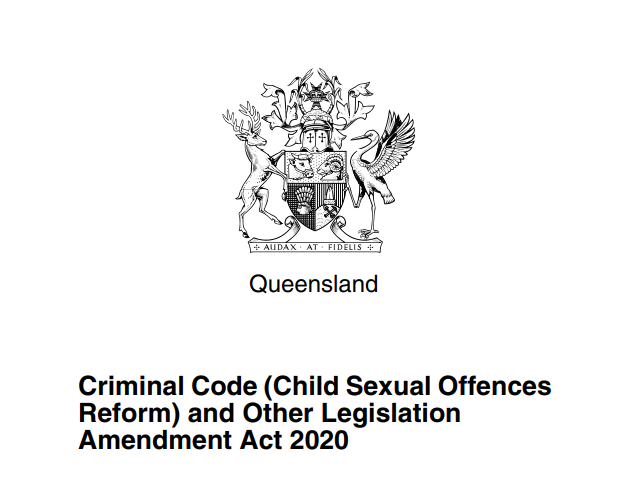 AUDAX · AT · FIDELIS
Queensland
Criminal Code (Child Sexual Offences
Reform) and Other Legislation
Amendment Act 2020